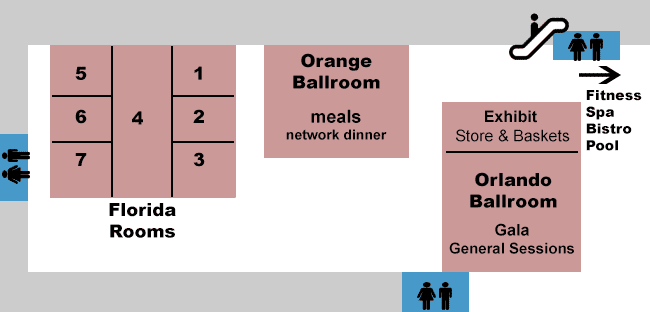 5
6
7
4
1
2
3
Florida
Rooms
Orange
Ballroom
meals
network dinner
Exhibit
Store & Baskets
Orlando
Ballroom
Gala
General Sessions
Fitness
Spa
Bistro
Pool